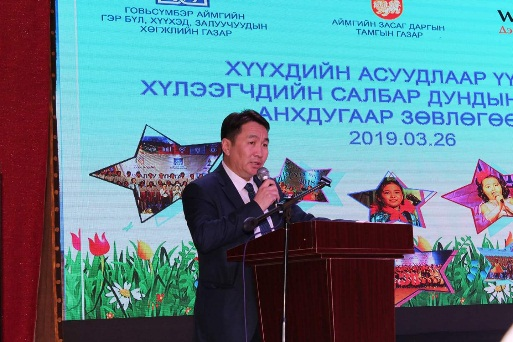 ГОВЬСҮМБЭР АЙМГИЙН
ГЭР БҮЛ, ХҮҮХЭД, ЗАЛУУЧУУДЫН
ХӨГЖЛИЙН ГАЗАР
АЙМГИЙН ЗАСАГ ДАРГЫН
ТАМГЫН ГАЗАР
ХҮҮХДИЙН АСУУДЛААР ҮҮ
ХҮЛЭЭГЧДИЙН САЛБАР ДУНДЫН
АНХДУГААР ЗӨВЛӨГӨӨ
2019.03.26